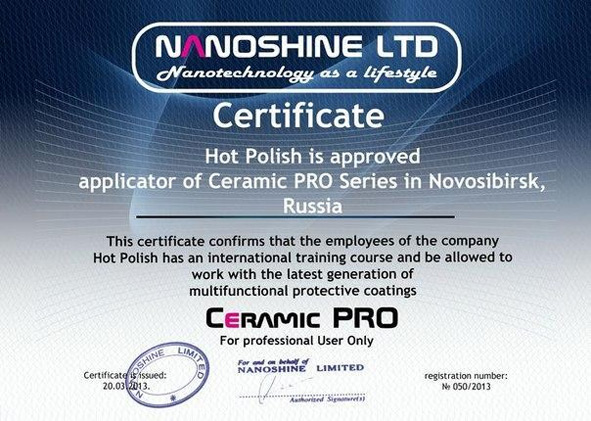 NANOSHINE LTD
Nanotechnology as a lifestyle
Certificate
Hot Polish is approved
applicator of Ceramic PRO Series in Novosibirsk,
Russia
This certificate confirms that the employees of the company
Hot Polish has an international training course and be allowed to
work with the latest generation of
multifunctional protective coatings
CERAMIC PRO
For professional User Only
Certificate is issued:
20.03.2013.
NANOSHINE LIMITED
For and on behalf of
NANOSHINE LIMITED
Authorized Signature(s)
registration number:
№ 050/2013